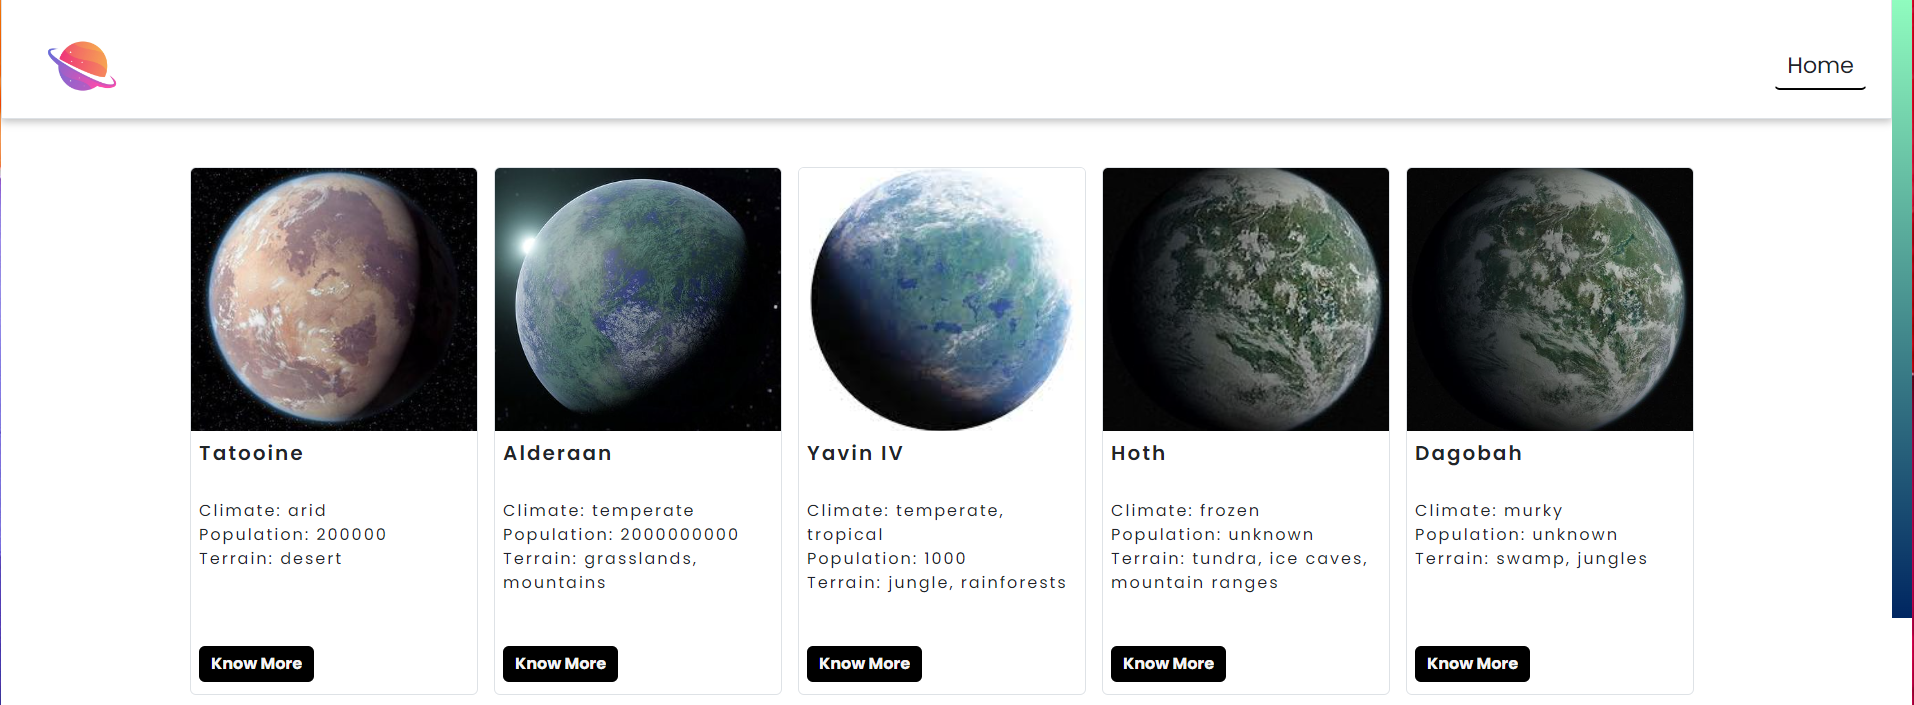 Home
Tatooine
Climate: arid
Population: 200000
Terrain: desert
Know More
Alderaan
Climate: temperate
Population: 2000000000
Terrain: grasslands,
mountains
Know More
Yavin IV
Climate: temperate,
tropical
Population: 1000
Terrain: jungle, rainforests
Know More
Hoth
Climate: frozen
Population: unknown
Terrain: tundra, ice caves,
mountain ranges
Know More
Dagobah
Climate: murky
Population: unknown
Terrain: swamp, jungles
Know More